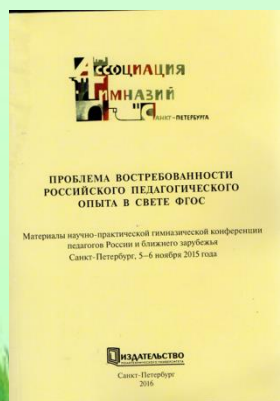 Ассоциация
Гимназий
Санкт-Петербурга
ПРОБЛЕМА ВОСТРЕБОВАННОСТИ
РОССИЙСКОГО ПЕДАГОГИЧЕСКОГО
ОПЫТА В СВЕТЕ ФГОС
Материалы научно-практической гимназической конференции
педагогов России и ближнего зарубежья
Санкт-Петербург, 5–6 ноября 2015 года
ИЗДАТЕЛЬСТВО
Санкт-Петербург
2016